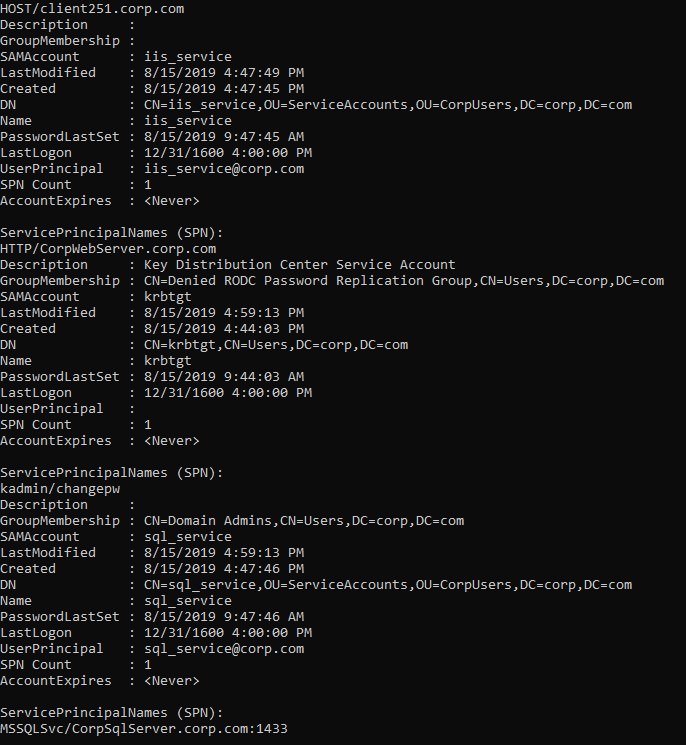 HOST/client251.corp.com
Description     :
GroupMembership :
SAMAccount      : iis_service
LastModified    : 8/15/2019 4:47:49 PM
Created         : 8/15/2019 4:47:45 PM
DN              : CN=iis_service,OU=ServiceAccounts,OU=CorpUsers,DC=corp,DC=com
Name            : iis_service
PasswordLastSet : 8/15/2019 9:47:45 AM
LastLogon       : 12/31/1600 4:00:00 PM
UserPrincipal   : iis_service@corp.com
SPN Count       : 1
AccountExpires  : <Never>

ServicePrincipalNames (SPN):
HTTP/CorpWebServer.corp.com
Description     : Key Distribution Center Service Account
GroupMembership : CN=Denied RODC Password Replication Group,CN=Users,DC=corp,DC=com
SAMAccount      : krbtgt
LastModified    : 8/15/2019 4:59:13 PM
Created         : 8/15/2019 4:44:03 PM
DN              : CN=krbtgt,CN=Users,DC=corp,DC=com
Name            : krbtgt
PasswordLastSet : 8/15/2019 9:44:03 AM
LastLogon       : 12/31/1600 4:00:00 PM
UserPrincipal   :
SPN Count       : 1
AccountExpires  : <Never>

ServicePrincipalNames (SPN):
kadmin/changepw
Description     :
GroupMembership : CN=Domain Admins,CN=Users,DC=corp,DC=com
SAMAccount      : sql_service
LastModified    : 8/15/2019 4:59:13 PM
Created         : 8/15/2019 4:47:46 PM
DN              : CN=sql_service,OU=ServiceAccounts,OU=CorpUsers,DC=corp,DC=com
Name            : sql_service
PasswordLastSet : 8/15/2019 9:47:46 AM
LastLogon       : 12/31/1600 4:00:00 PM
UserPrincipal   : sql_service@corp.com
SPN Count       : 1
AccountExpires  : <Never>

ServicePrincipalNames (SPN):
MSSQLSvc/CorpSqlServer.corp.com:1433